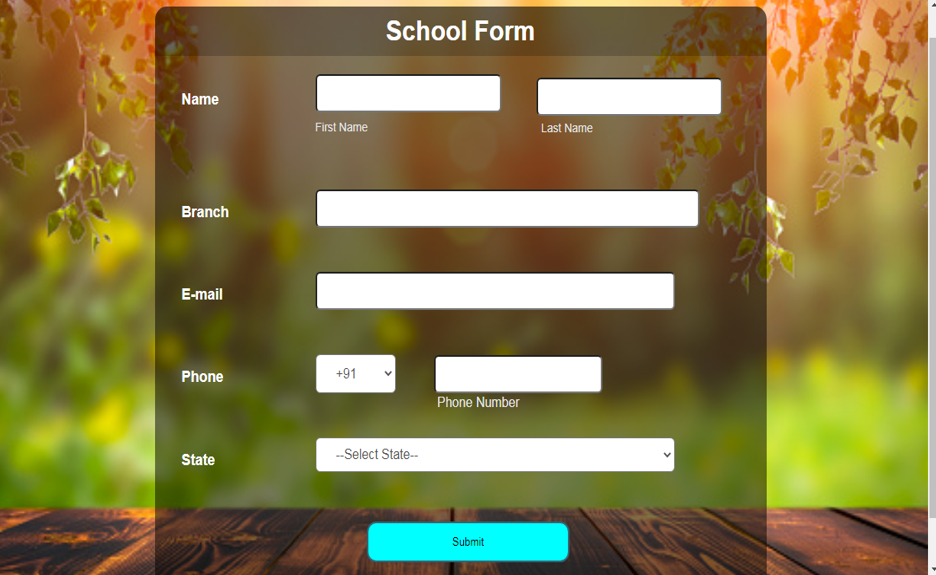 School Form
Name
First Name
Last Name
Branch
E-mail
Phone
+91
Phone Number
State
--Select State--
Submit